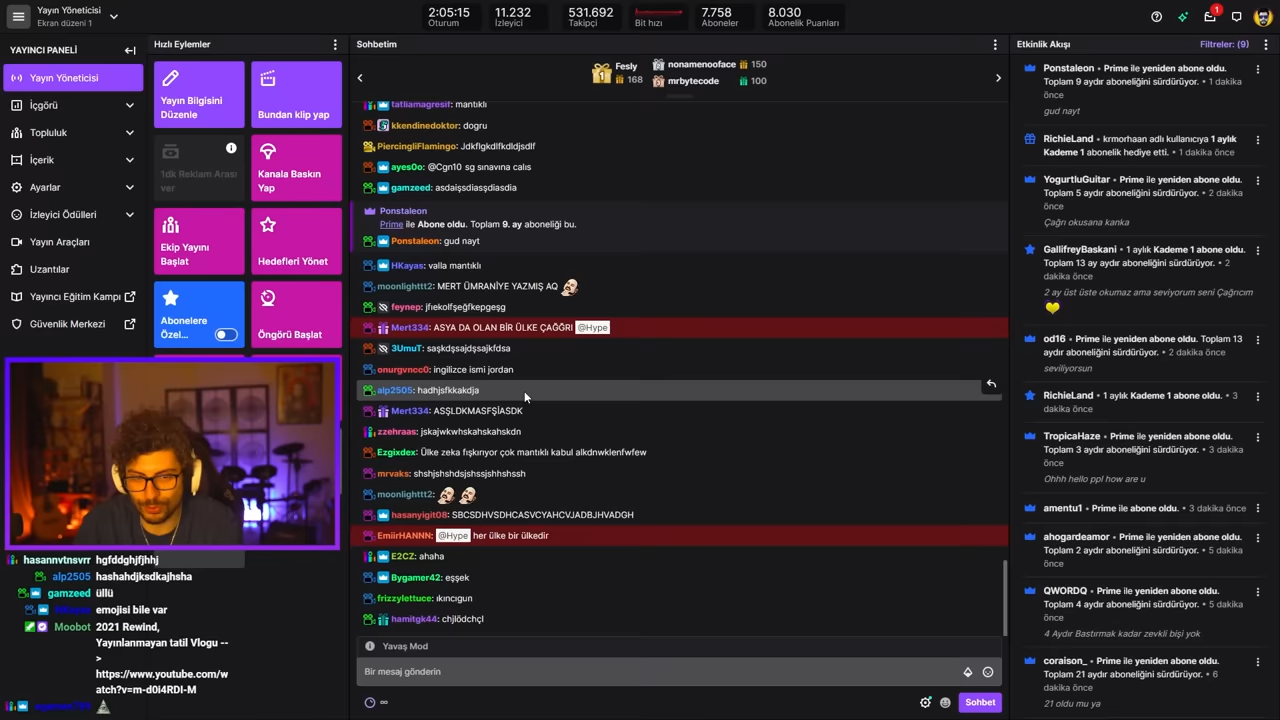 Yayın Yöneticisi
Ekran düzeni 1
2:05:15
Oturum
11.232
İzleyici
531.692
Takipçi
Bit hızı
7.758
Aboneler
8.030
Abonelik Puanları
1
YAYINCI PANELİ
Yayın Yöneticisi
İçgörü
Topluluk
İçerik
Ayarlar
İzleyici Ödülleri
Yayın Araçları
Uzantılar
Yayıncı Eğitim Kampı
Güvenlik Merkezi
Hızlı Eylemler
Yayın Bilgisini
Düzenle
Bundan klip yap
1dk Reklam Arası
ver
Kanala Baskın
Yap
Ekip Yayını
Başlat
Hedefleri Yönet
Abonelere
Özel...
Öngörü Başlat
hasannvtnsvrr hgfddghjfjhhj
alp2505 hashahdjksdkajhsha
gamzeed üllü
HKayas emojisi bile var
Moobot 2021 Rewind,
Yayınlanmayan tatil Vlogu --
>
https://www.youtube.com/w
atch?v=m-d0i4RDI-M
Sohbetim
1 Fesly
168
2 nonamenooface 150
3 mrbytecode 100
tatliamagresif: mantıklı
kkendinedoktor: dogru
PiercingliFlamingo: Jdkflgkdlfkdldjsdlf
ayes0o: @Cgn10 sg sınavına calıs
gamzeed: asdaişsdiasşdiasdia
Ponstaleon
Prime ile Abone oldu. Toplam 9. ay aboneliği bu.
Ponstaleon: gud nayt
HKayas: valla mantıklı
moonlighttt2: MERT ÜMRANİYE YAZMIŞ AQ
feynep: jfiekolfşeğfkepgeşg
Mert334: ASYA DA OLAN BİR ÜLKE ÇAĞĞRI @Hype
3UmuT: saşkdşsajdşsajkfdsa
onurgvncc0: ingilizce ismi jordan
alp2505: hadhjsfkkakdja
Mert334: ASŞLDKMASFŞİASDK
zzehraas: jskajwkwhskahskahskdn
Ezgixdex: Ülke zeka fışkırıyor çok mantıklı kabul alkdnwklenfwfew
mrvaks: shshjshshdsjshssjshhshssh
moonlighttt2:
hasanyigit08: SBCSDHVSDHCASVCYAHCVJADBJHVADGH
EmiirHANNN: @Hype her ülke bir ülkedir
E2CZ: ahaha
Bygamer42: eşşek
frizzylettuce: ıkıncıgun
hamitgk44: chjlödchçl
Yavaş Mod
Bir mesaj gönderin
Sohbet
Etkinlik Akışı
Filtreler: (9)
Ponstaleon • Prime ile yeniden abone oldu.
Toplam 9 aydır aboneliğini sürdürüyor. • 1 dakika
önce
gud nayt
RichieLand • krmorhaan adlı kullanıcıya 1 aylık
Kademe 1 abonelik hediye etti. • 1 dakika önce
YogurtluGuitar • Prime ile yeniden abone oldu.
Toplam 5 aydır aboneliğini sürdürüyor. • 2
dakika önce
Çağrı okusana kanka
GallifreyBaskani • 1 aylık Kademe 1 abone oldu.
Toplam 13 ay aydır aboneliğini sürdürüyor. • 2
dakika önce
2 ay üst üste okumaz ama seviyorum seni Çağrıcım
od16 • Prime ile yeniden abone oldu. Toplam 13
aydır aboneliğini sürdürüyor. • 2 dakika önce
seviliyorsun
RichieLand • 1 aylık Kademe 1 abone oldu. • 3
dakika önce
TropicaHaze • Prime ile yeniden abone oldu.
Toplam 3 aydır aboneliğini sürdürüyor. • 3 dakika
önce
Ohhh hello ppl how are u
amentu1 • Prime ile abone oldu. • 3 dakika önce
ahogardeamor • Prime ile yeniden abone oldu.
Toplam 2 aydır aboneliğini sürdürüyor. • 5 dakika
önce
QWORDQ • Prime ile yeniden abone oldu.
Toplam 4 aydır aboneliğini sürdürüyor. • 5 dakika
önce
4 Aydır Bastırmak kadar zevkli bişi yok
coraison_ • Prime ile yeniden abone oldu.
Toplam 21 aydır aboneliğini sürdürüyor. • 6
dakika önce
21 oldu mu ya